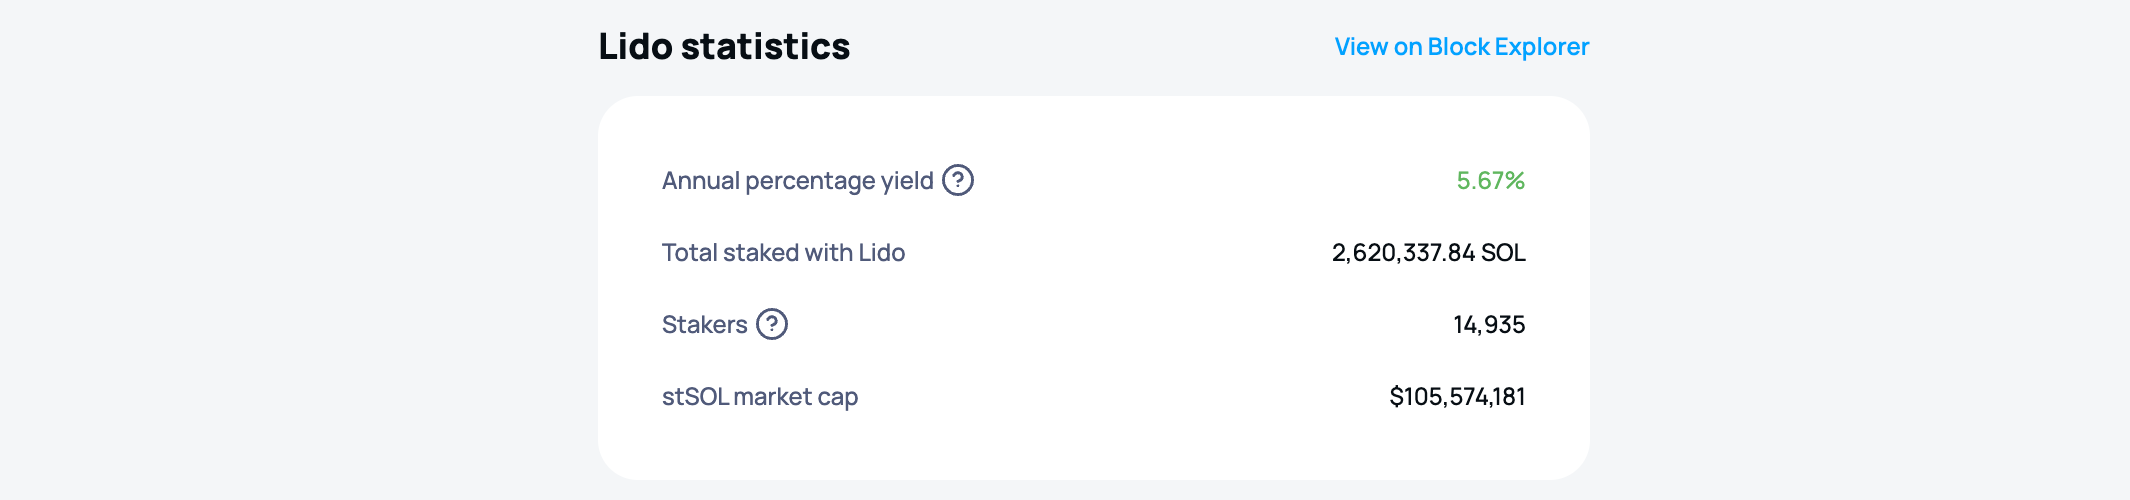 Lido statistics View on Block Explorer
Annual percentage yield ? 5.67%
Total staked with Lido 2,620,337.84 SOL
Stakers ? 14,935
stSOL market cap $105,574,181